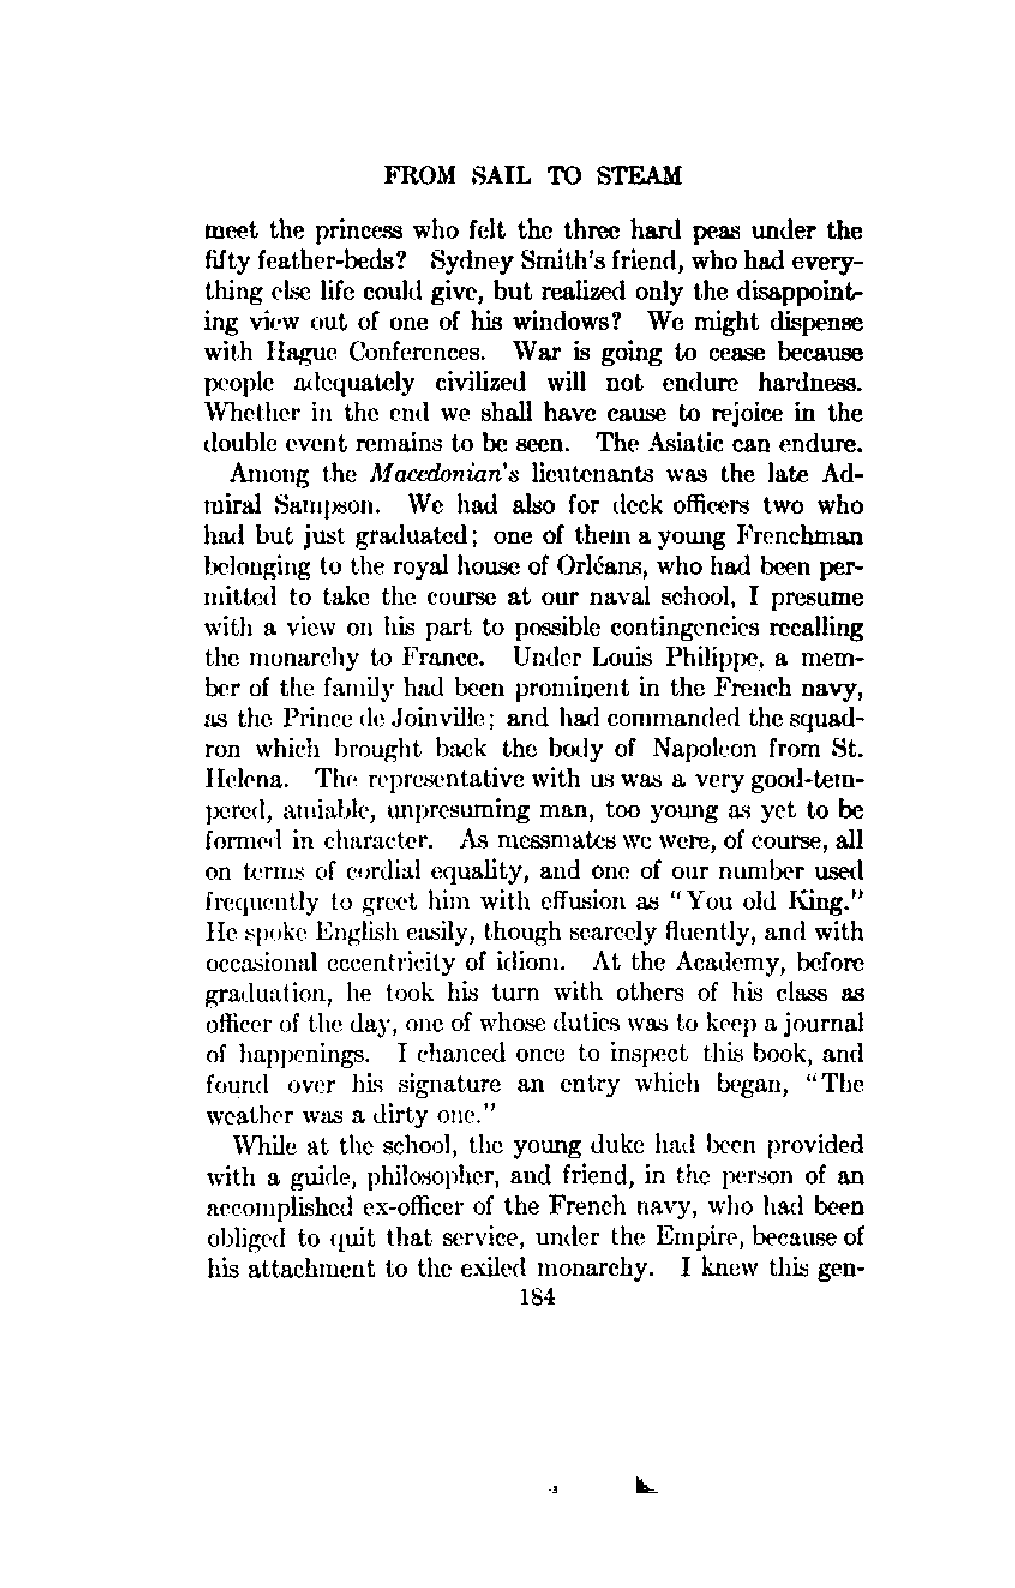 FROM SAIL TO STEAM
meet the princess who felt the three hard peas under the
fifty feather-beds? Sydney Smith's friend, who had every-
thing else life could give, but realized only the disappoint-
ing view out of one of his windows? We might dispense
with Hague Conferences. War is going to cease because
people adequately civilized will not endure hardness.
Whether in the end we shall have cause to rejoice in the
double event remains to be seen. The Asiatic can endure.
Among the Macedonian's lieutenants was the late Ad-
miral Sampson. We had also for deck officers two who
had but just graduated; one of them a young Frenchman
belonging to the royal house of Orléans, who had been per-
mitted to take the course at our naval school, I presume
with a view on his part to possible contingencies recalling
the monarchy to France. Under Louis Philippe, a mem-
ber of the family had been prominent in the French navy,
as the Prince de Joinville; and had commanded the squad-
ron which brought back the body of Napoleon from St.
Helena. The representative with us was a very good-tem-
pered, amiable, unpresuming man, too young as yet to be
formed in character. As messmates we were, of course, all
on terms of cordial equality, and one of our number used
frequently to greet him with effusion as "You old King."
He spoke English easily, though scarcely fluently, and with
occasional eccentricity of idiom. At the Academy, before
graduation, he took his turn with others of his class as
officer of the day, one of whose duties was to keep a journal
of happenings. I chanced once to inspect this book, and
found over his signature an entry which began, "The
weather was a dirty one."
While at the school, the young duke had been provided
with a guide, philosopher, and friend, in the person of an
accomplished ex-officer of the French navy, who had been
obliged to quit that service, under the Empire, because of
his attachment to the exiled monarchy. I knew this gen-
184